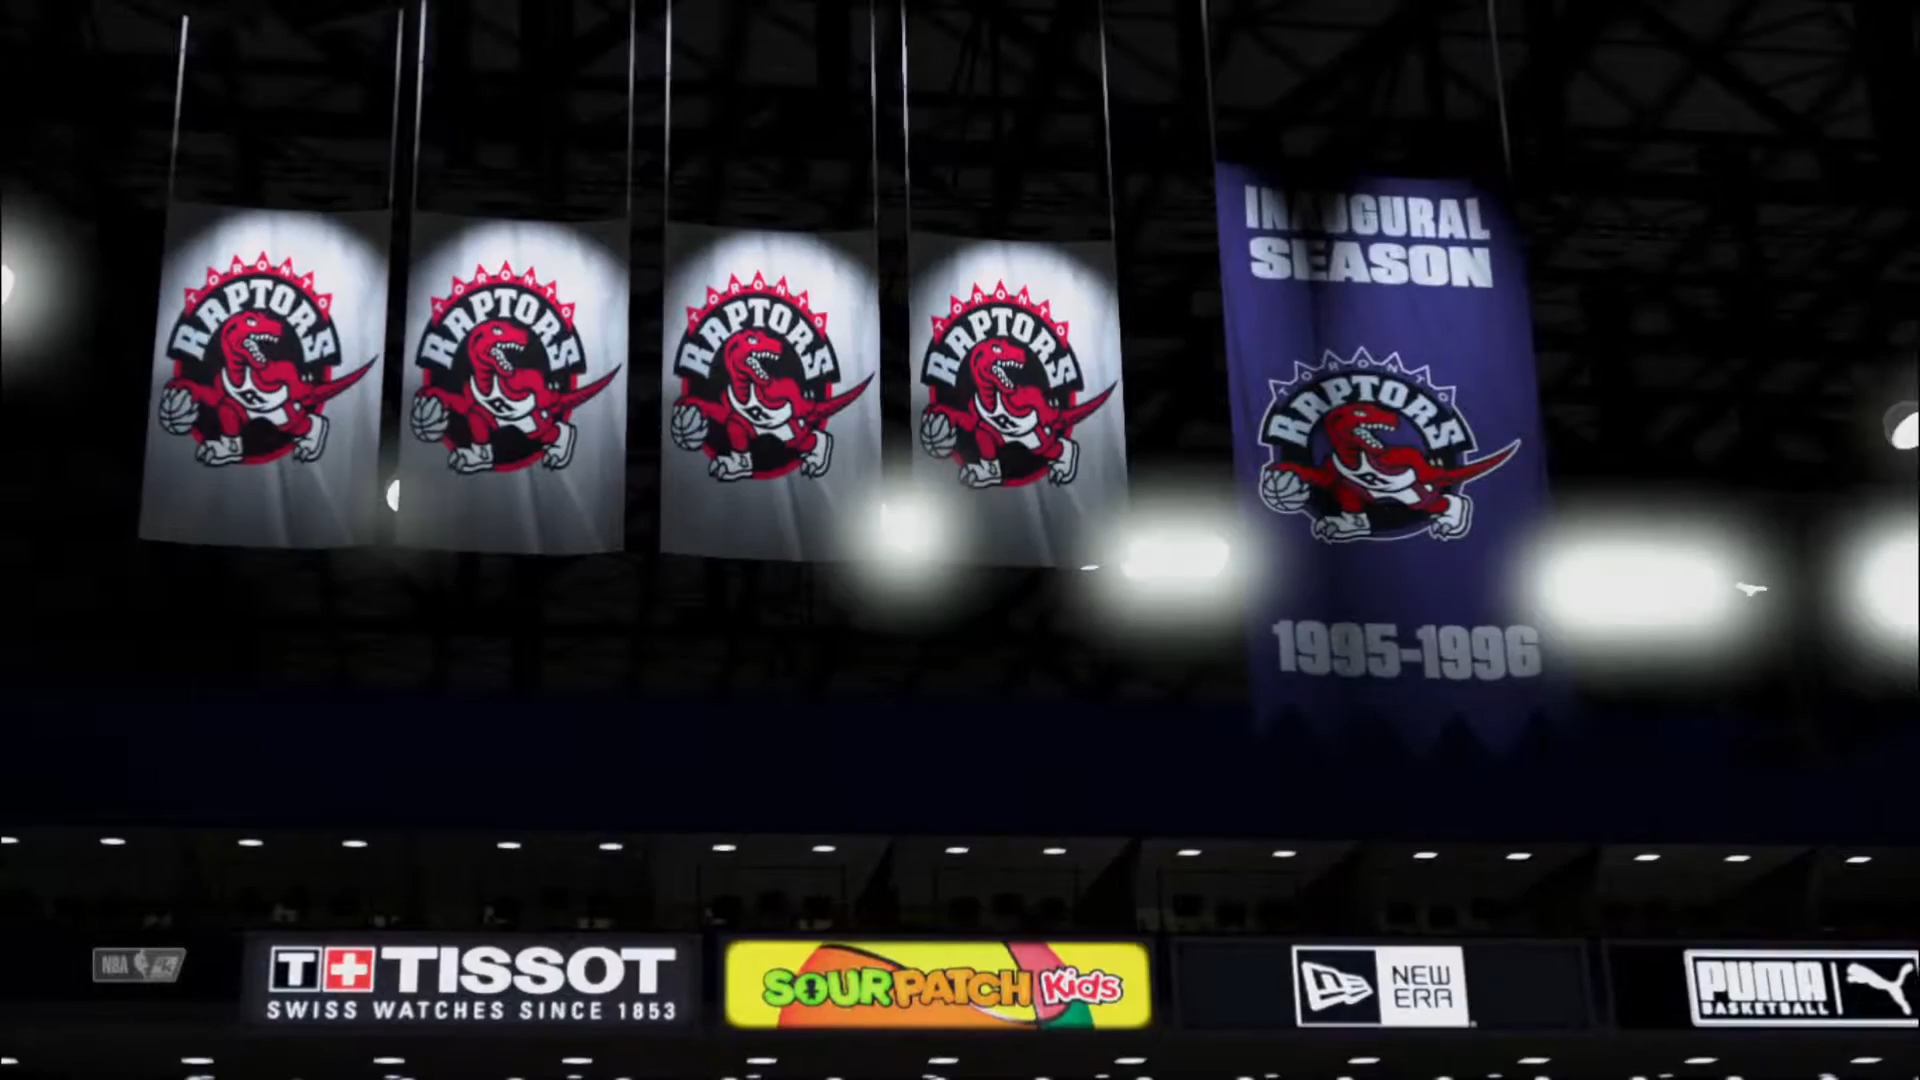 TORONTO
RAPTORS
TORONTO
RAPTORS
TORONTO
RAPTORS
TORONTO
RAPTORS
INAUGURAL
SEASON
TORONTO
RAPTORS
1995-1996
NBA 2K
T+ TISSOT
SWISS WATCHES SINCE 1853
SOUR PATCH Kids
NEW
ERA
PUMA
BASKETBALL